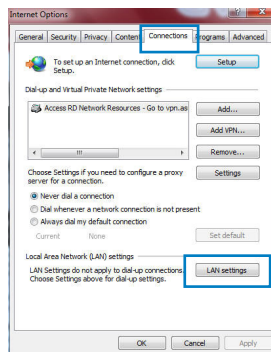 Internet Options
General Security Privacy Content Connections Programs Advanced
To set up an Internet connection, click
Setup.
Setup
Dial-up and Virtual Private Network settings
Access RD Network Resources - Go to vpn.as
Add...
Add VPN...
Remove...
Choose Settings if you need to configure a proxy
server for a connection.
Settings
Never dial a connection
Dial whenever a network connection is not present
Always dial my default connection
Current None
Set default
Local Area Network (LAN) settings
LAN Settings do not apply to dial-up connections.
Choose Settings above for dial-up settings.
LAN settings
OK Cancel Apply